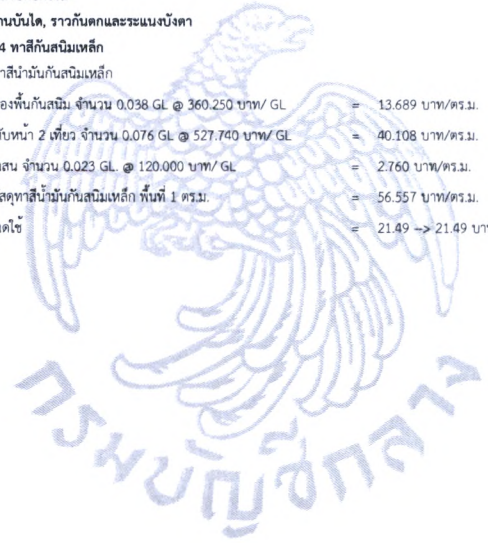 านบันได, ราวกันตกและระแนงบังตา
4 ทาสีกันสนิมเหล็ก
าสีน้ำมันกันสนิมเหล็ก
องพื้นกันสนิม จำนวน 0.038 GL @ 360.250 บาท/ GL = 13.689 บาท/ตร.ม.
ับหน้า 2 เที่ยว จำนวน 0.076 GL @ 527.740 บาท/ GL = 40.108 บาท/ตร.ม.
สน จำนวน 0.023 GL. @ 120.000 บาท/ GL = 2.760 บาท/ตร.ม.
สดุทาสีน้ำมันกันสนิมเหล็ก พื้นที่ 1 ตร.ม. = 56.557 บาท/ตร.ม.
ดใช้ = 21.49 –> 21.49 บา
กรมบัญชีกลาง